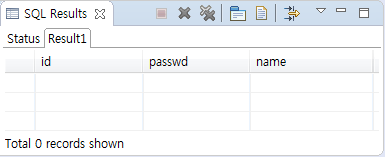 SQL Results
Status Result1
id passwd name
Total 0 records shown